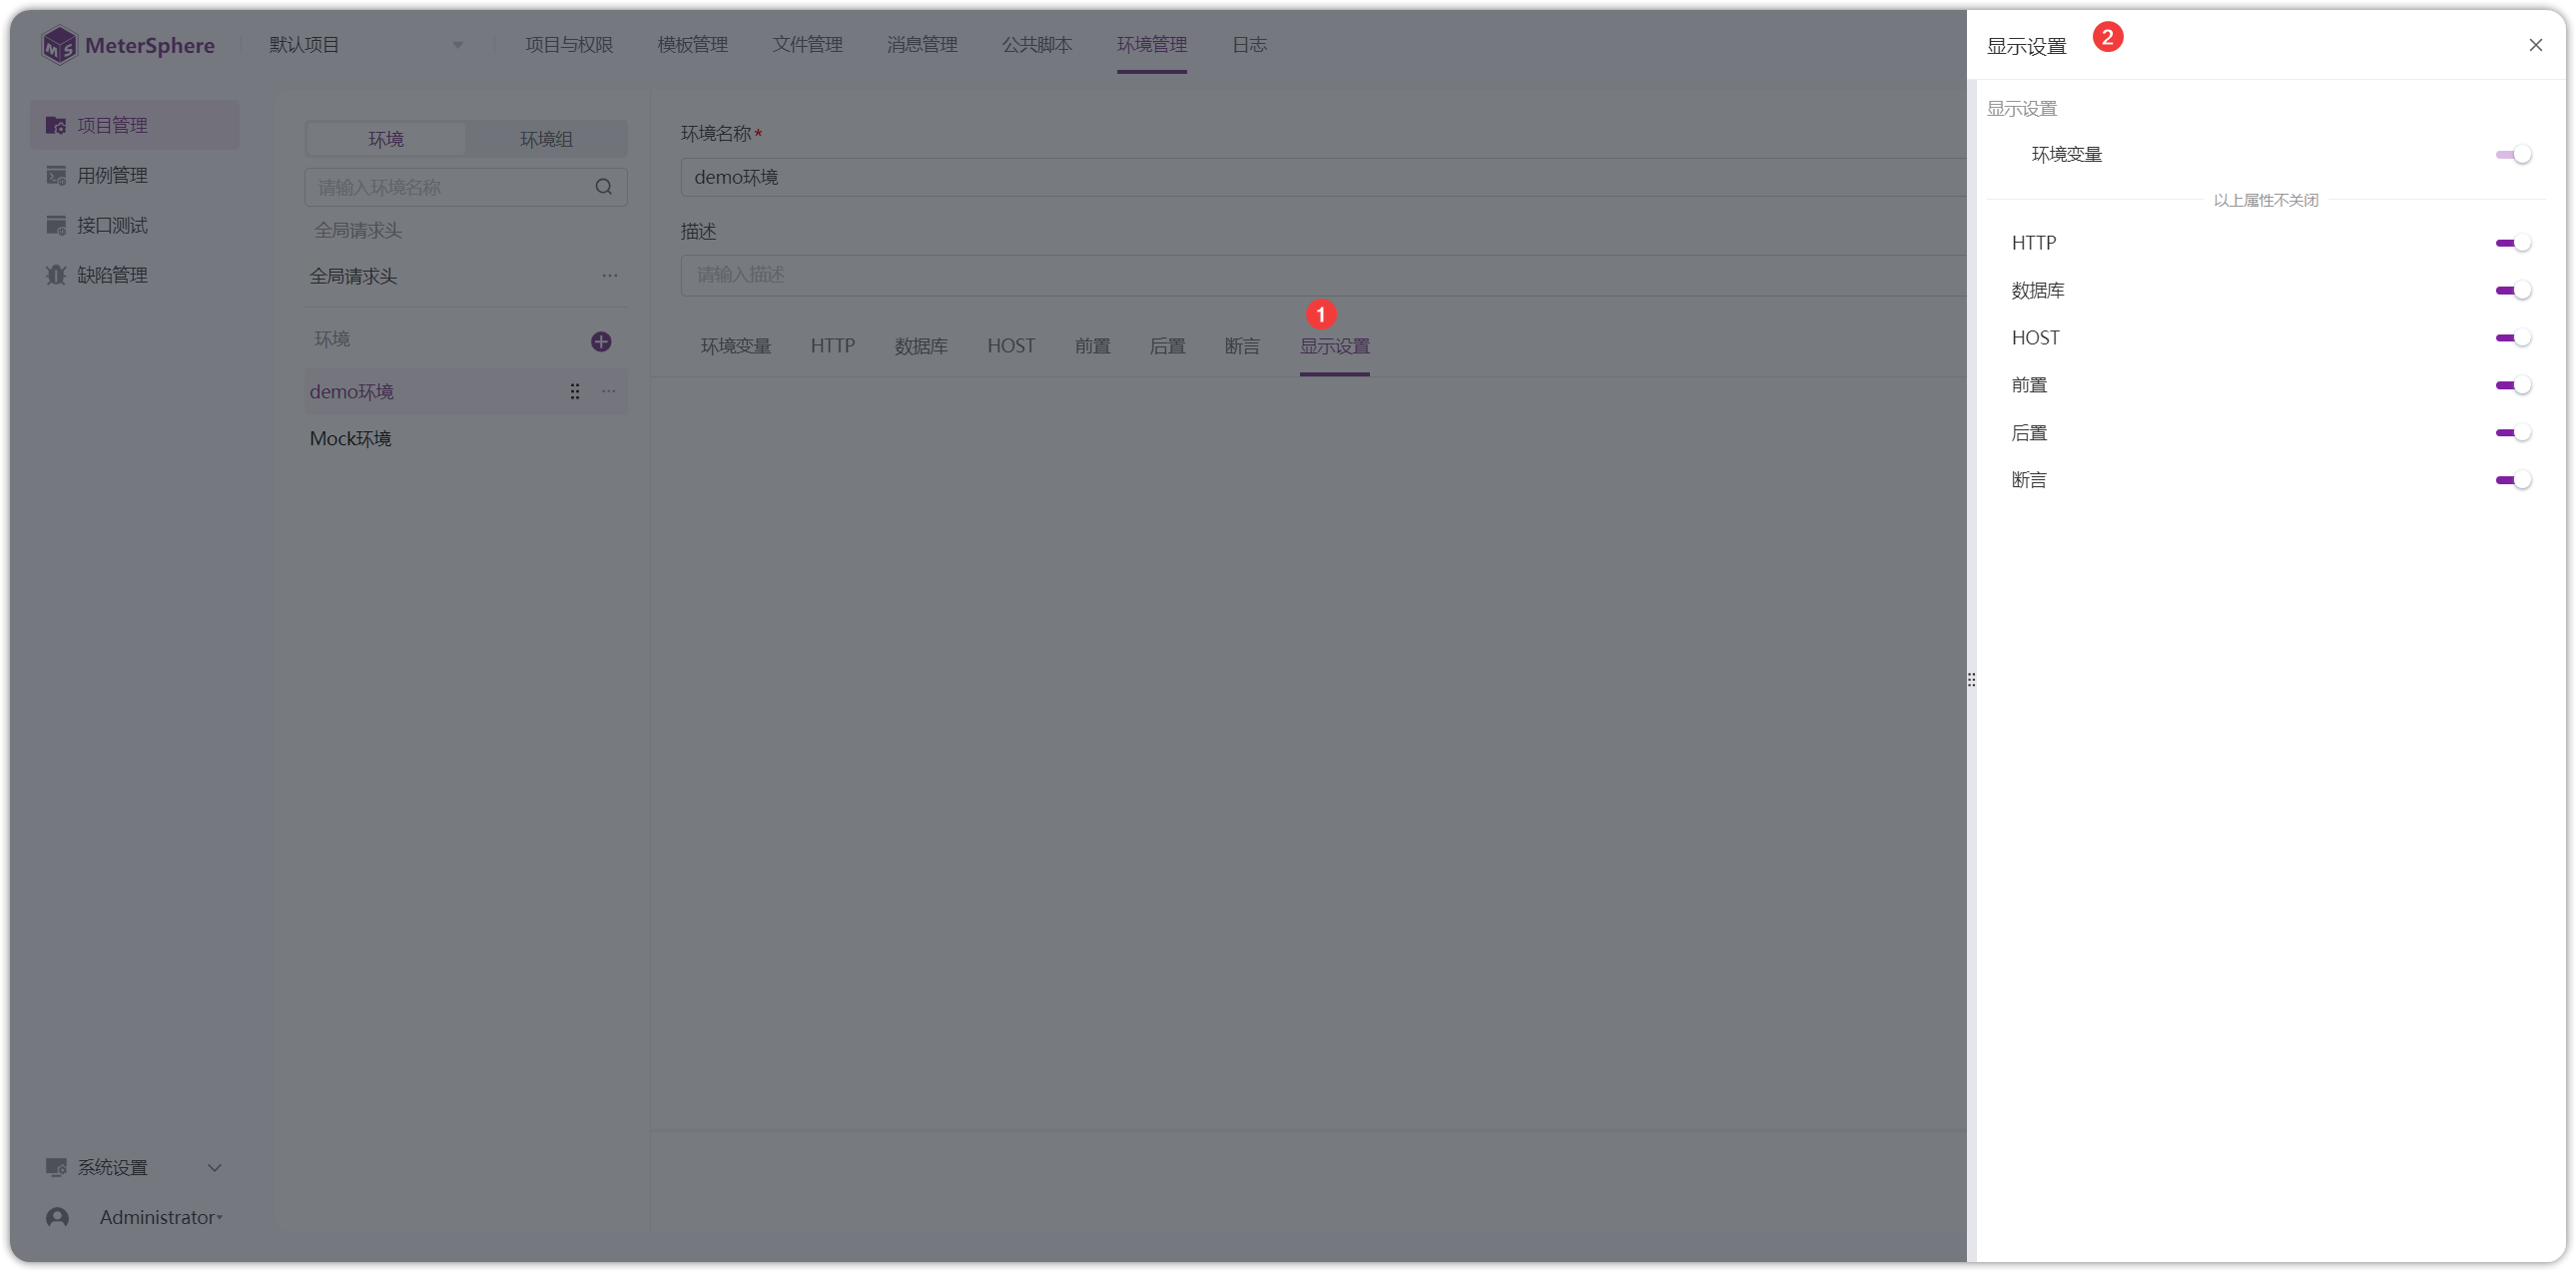 MeterSphere
默认项目
项目与权限
模板管理
文件管理
消息管理
公共脚本
环境管理
日志
项目管理
用例管理
接口测试
缺陷管理
系统设置
Administrator
环境
环境组
请输入环境名称
全局请求头
全局请求头
环境
demo环境
Mock环境
环境名称*
demo环境
描述
请输入描述
1
环境变量
HTTP
数据库
HOST
前置
后置
断言
显示设置
显示设置
2
显示设置
环境变量
以上属性不关闭
HTTP
数据库
HOST
前置
后置
断言